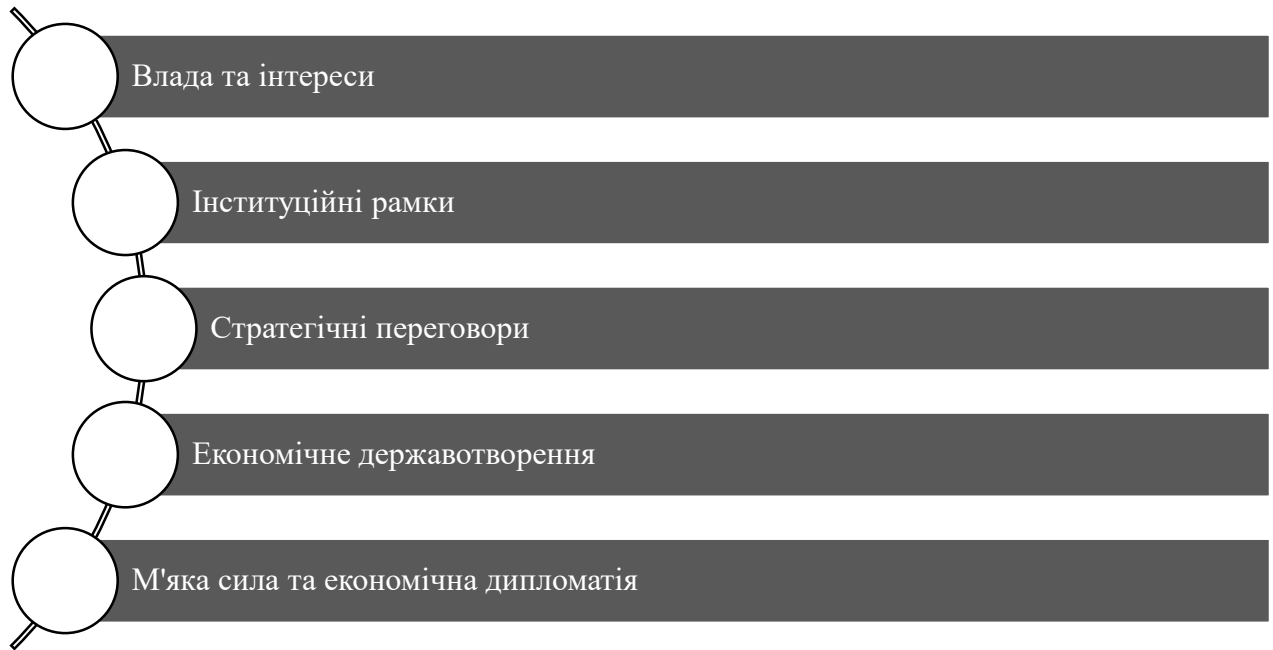 Влада та інтереси
Інституційні рамки
Стратегічні переговори
Економічне державотворення
М'яка сила та економічна дипломатія